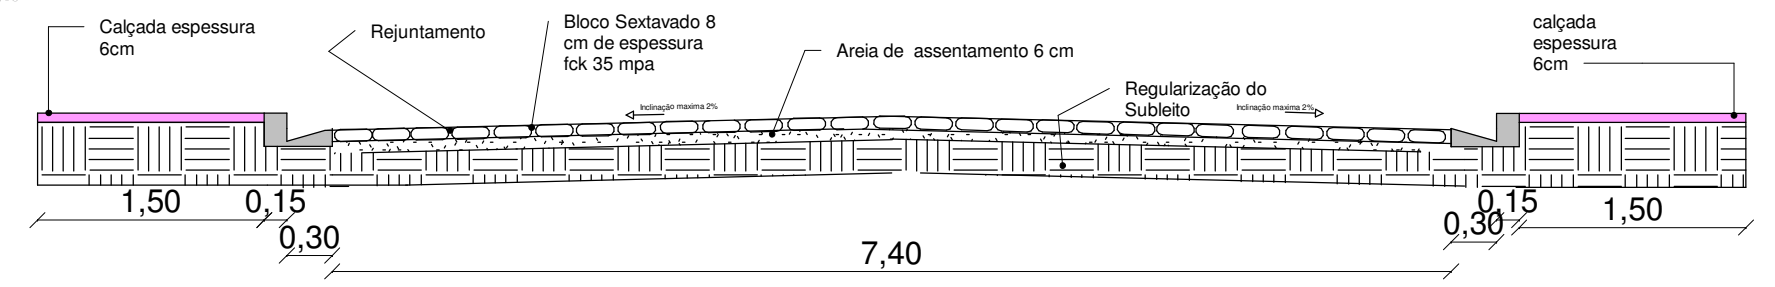 Calçada espessura
6cm
Rejuntamento
Bloco Sextavado 8
cm de espessura
fck 35 mpa
Areia de assentamento 6 cm
Regularização do
Subleito
calçada
espessura
6cm
Inclinação maxima 2%
Inclinação maxima 2%
1,50
0,15
0,30
7,40
0,30
0,15
1,50